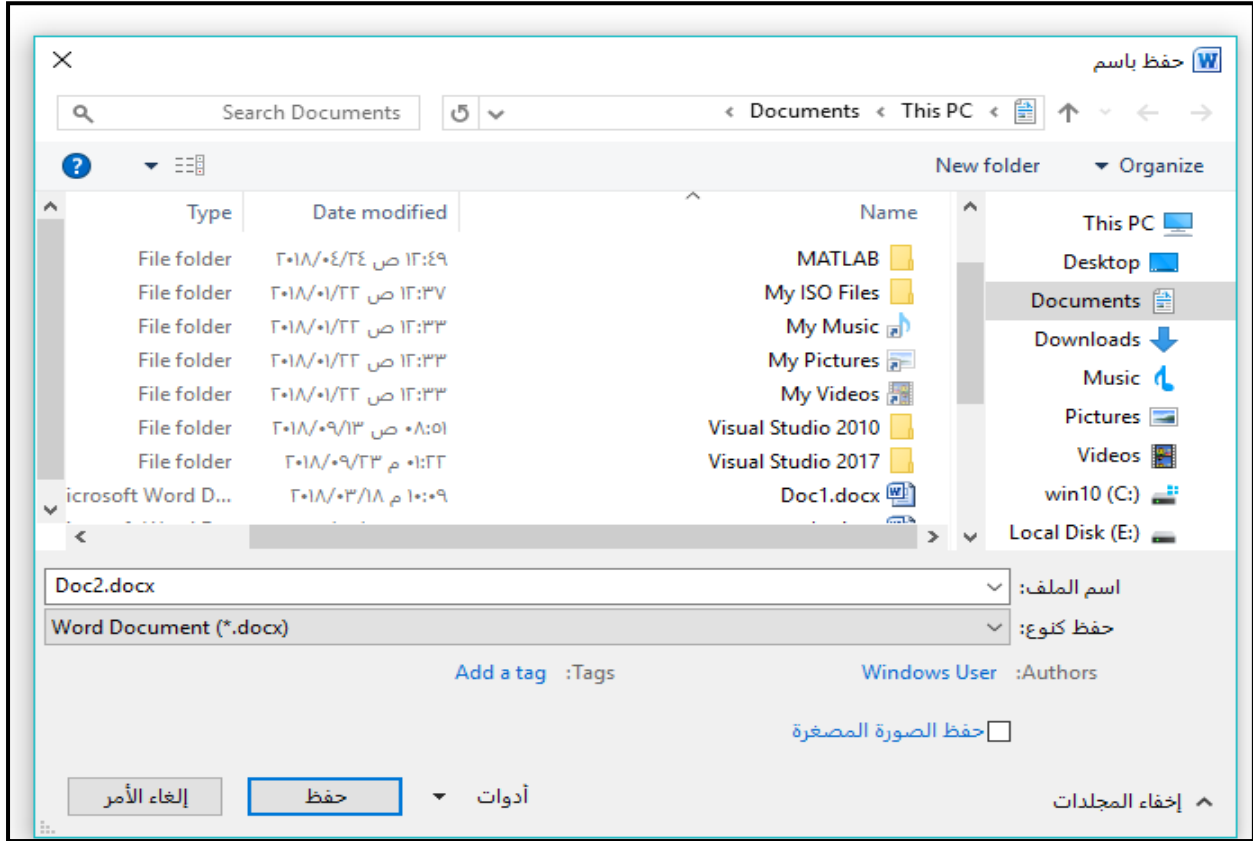 حفظ باسم
This PC › Documents ›
Search Documents
Organize
New folder
Name Date modified Type
This PC
Desktop
Documents
Downloads
Music
Pictures
Videos
win10 (C:)
Local Disk (E:)
MATLAB ١٢:٤٩ ص ٢٠١٨/٠٤/٢٤ File folder
My ISO Files ١٢:٣٧ ص ٢٠١٨/٠١/٢٢ File folder
My Music ١٢:٣٣ ص ٢٠١٨/٠١/٢٢ File folder
My Pictures ١٢:٣٣ ص ٢٠١٨/٠١/٢٢ File folder
My Videos ١٢:٣٣ ص ٢٠١٨/٠١/٢٢ File folder
Visual Studio 2010 ٠٨:٥١ ص ٢٠١٨/٠٩/١٣ File folder
Visual Studio 2017 ٠١:٢٢ م ٢٠١٨/٠٩/٢٣ File folder
Doc1.docx ١٠:٠٩ م ٢٠١٨/٠٣/١٨ icrosoft Word D...
اسم الملف: Doc2.docx
حفظ كنوع: Word Document (*.docx)
Authors: Windows User
Tags: Add a tag
حفظ الصورة المصغرة
إخفاء المجلدات
أدوات
حفظ
إلغاء الأمر